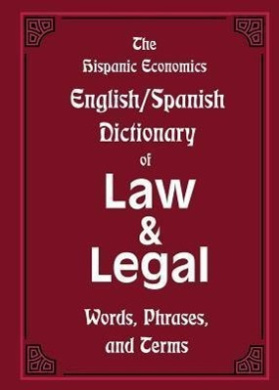 The
Hispanic Economics
English/Spanish
Dictionary
of
Law
&
Legal
Words, Phrases,
and Terms